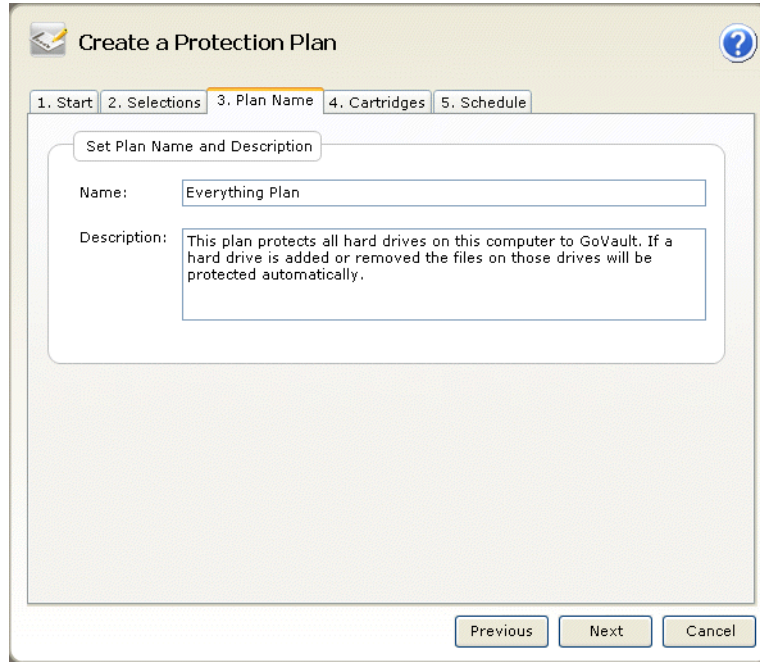 Create a Protection Plan
?
1. Start 2. Selections 3. Plan Name 4. Cartridges 5. Schedule
Set Plan Name and Description
Name: Everything Plan
Description: This plan protects all hard drives on this computer to GoVault. If a
hard drive is added or removed the files on those drives will be
protected automatically.
Previous Next Cancel